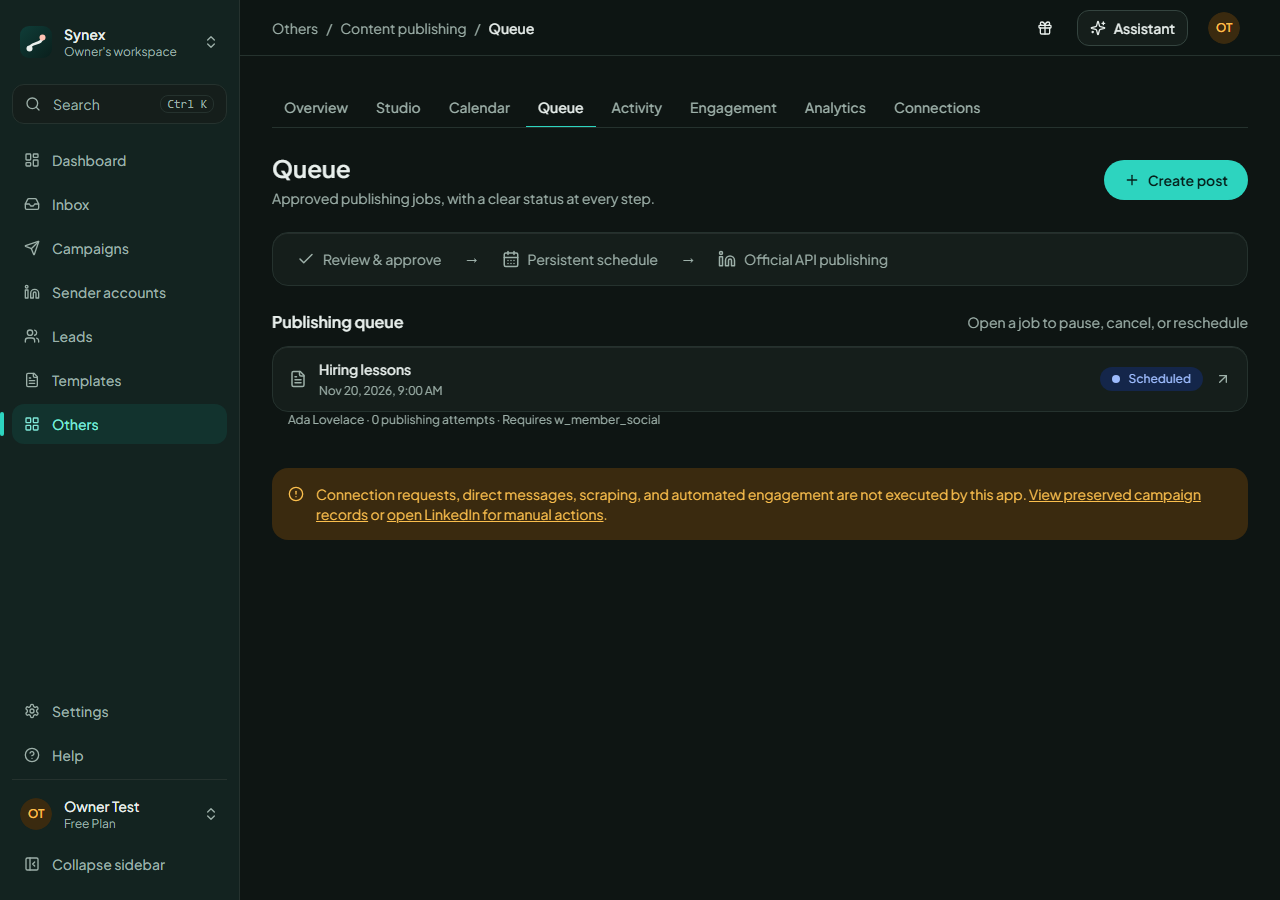 Synex
Owner's workspace
Search
Ctrl K
Dashboard
Inbox
Campaigns
Sender accounts
Leads
Templates
Others
Settings
Help
OT
Owner Test
Free Plan
Collapse sidebar
Others / Content publishing / Queue
Assistant
OT
Overview
Studio
Calendar
Queue
Activity
Engagement
Analytics
Connections
Queue
Approved publishing jobs, with a clear status at every step.
Create post
Review & approve → Persistent schedule → Official API publishing
Publishing queue
Open a job to pause, cancel, or reschedule
Hiring lessons
Nov 20, 2026, 9:00 AM
Scheduled
Ada Lovelace · 0 publishing attempts · Requires w_member_social
Connection requests, direct messages, scraping, and automated engagement are not executed by this app. View preserved campaign
records or open LinkedIn for manual actions.